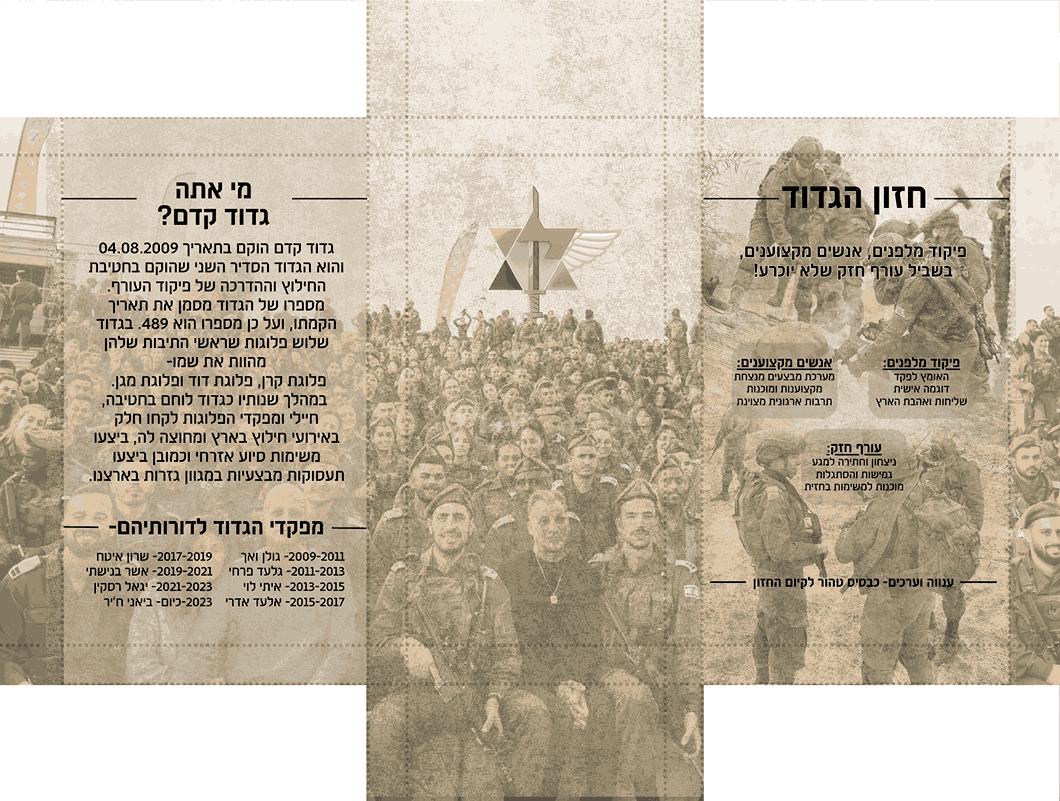 חזון הגדוד
פיקוד מלפנים, אנשים מקצוענים,
בשביל עורף חזק שלא יוכרע!
פיקוד מלפנים:
האומץ לפקד
דוגמה אישית
שליחות ואהבת הארץ
אנשים מקצוענים:
מערכת מבצעים מנצחת
מקצוענות ומוכנות
תרבות ארגונית מצוינת
עורף חזק:
ניצחון וחתירה למגע
גמישות והסתגלות
מוכנות למשימות בחזית
ענווה וערכים- כבסיס טהור לקיום החזון
מי אתה
גדוד קדם?
גדוד קדם הוקם בתאריך 04.08.2009
והוא הגדוד הסדיר השני שהוקם בחטיבת
החילוץ וההדרכה של פיקוד העורף.
מספרו של הגדוד מסמן את תאריך
הקמתו, ועל כן מספרו הוא 489. בגדוד
שלוש פלוגות שראשי התיבות שלהן
מהוות את שמו-
פלוגת קרן, פלוגת דוד ופלוגת מגן.
במהלך שנותיו כגדוד לוחם בחטיבה,
חיילי ומפקדי הפלוגות לקחו חלק
באירועי חילוץ בארץ ומחוצה לה, ביצעו
משימות סיוע אזרחי וכמובן ביצעו
תעסוקות מבצעיות במגוון גזרות בארצנו.
מפקדי הגדוד לדורותיהם-
2009-2011- גולן ואך
2011-2013- גלעד פרחי
2013-2015- איתי לוי
2015-2017- אלעד אדרי
2017-2019- שרון איטח
2019-2021- אשר בנישתי
2021-2023- יגאל רסקין
2023-כיום- ביאני ח'יר